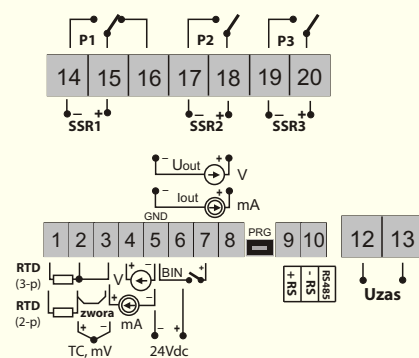 P1 P2 P3
14 15 16 17 18 19 20
- + - + - +
SSR1 SSR2 SSR3
- Uout + V
- Iout + mA
GND
1 2 3 4 5 6 7 8 PRG 9 10 12 13
RTD (3-p) V + - BIN + RS - RS RS485 Uzas
RTD (2-p) zwora + - mA
+ - - +
TC, mV 24Vdc